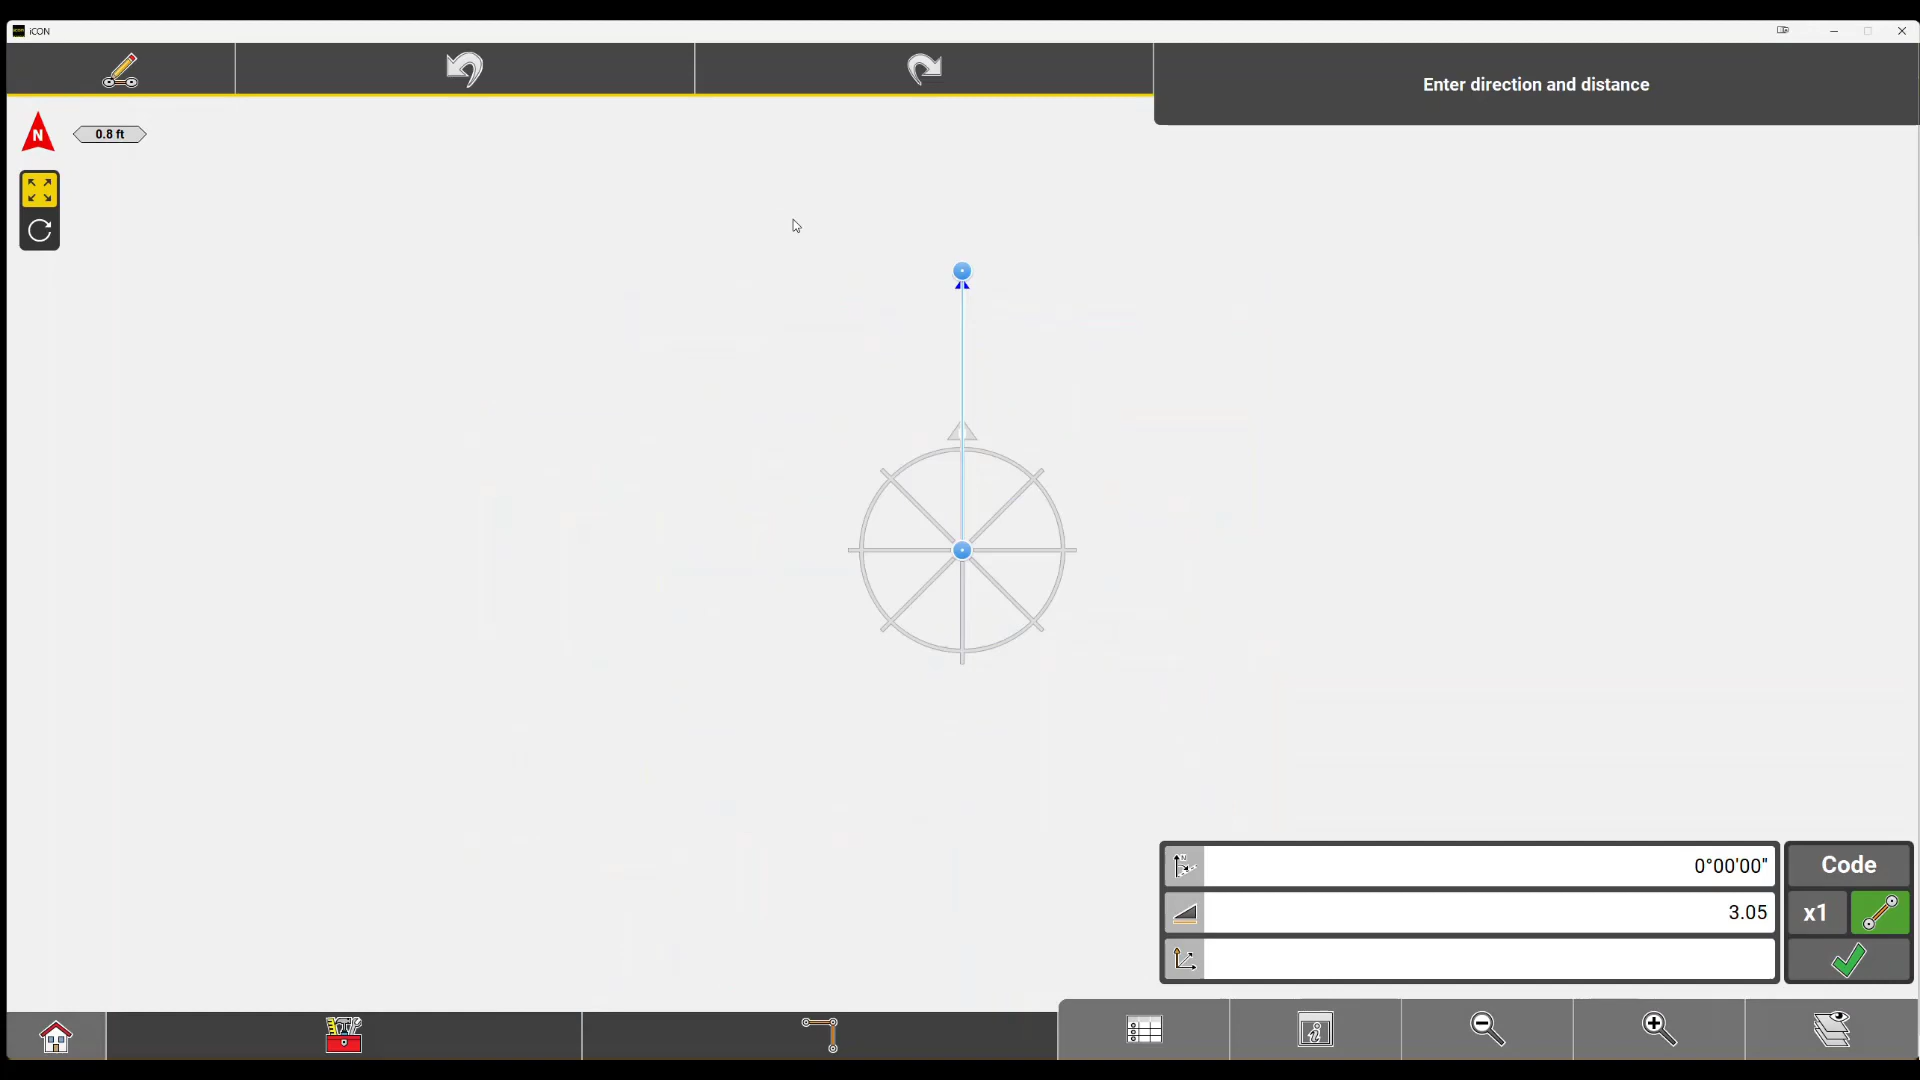 iCON
Enter direction and distance
N
0.8 ft
0°00'00"
Code
3.05
x1